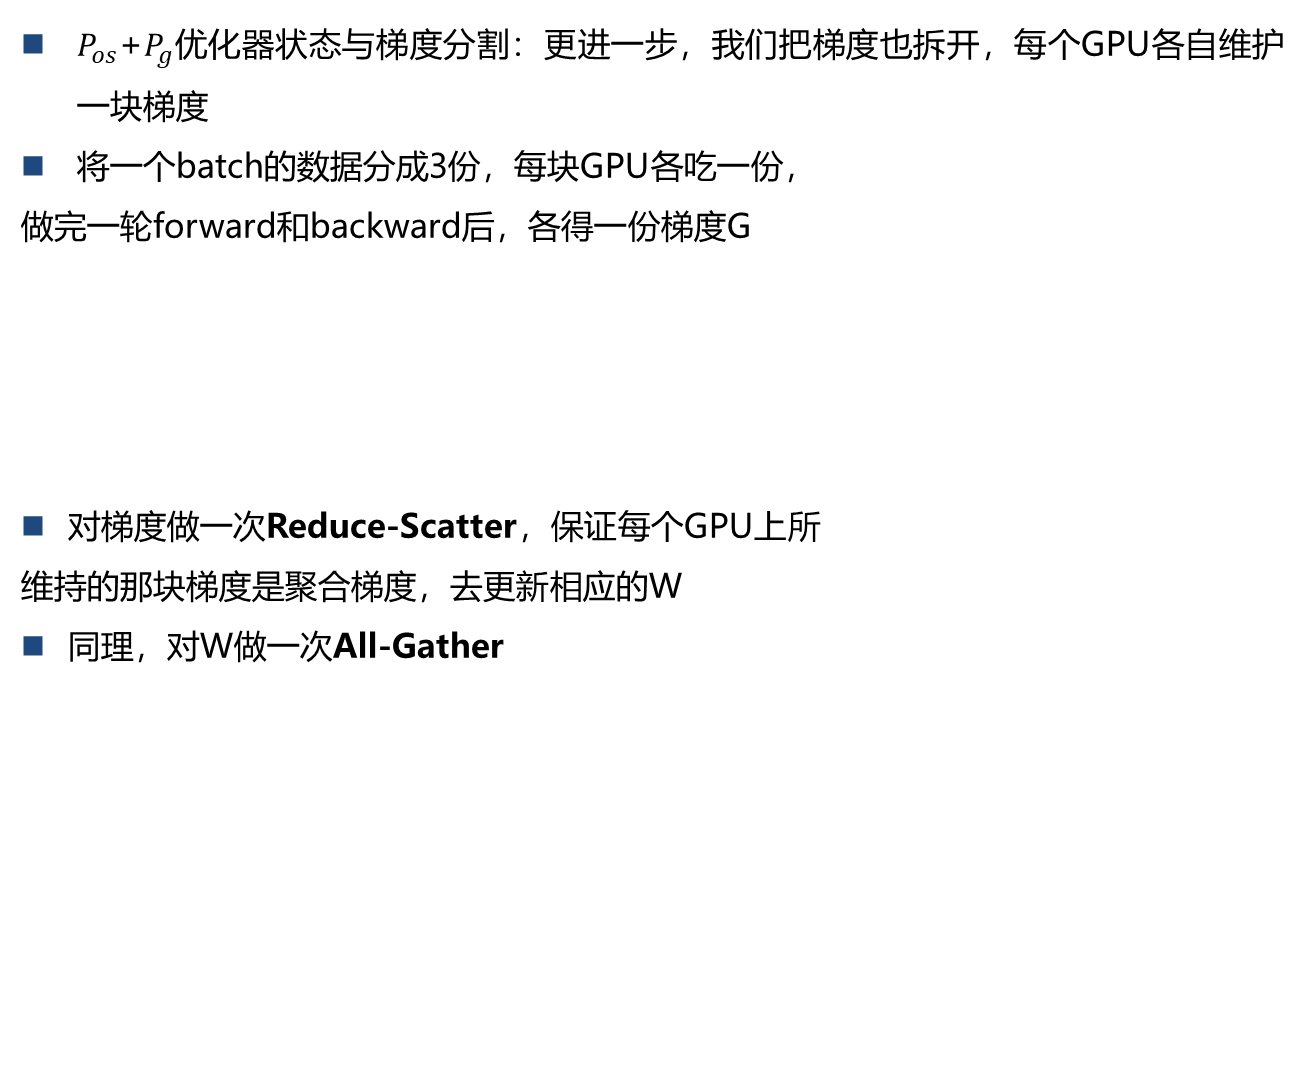 ■ P_os+P_g优化器状态与梯度分割：更进一步，我们把梯度也拆开，每个GPU各自维护
一块梯度
■ 将一个batch的数据分成3份，每块GPU各吃一份，
做完一轮forward和backward后，各得一份梯度G
■ 对梯度做一次Reduce-Scatter，保证每个GPU上所
维持的那块梯度是聚合梯度，去更新相应的W
■ 同理，对W做一次All-Gather